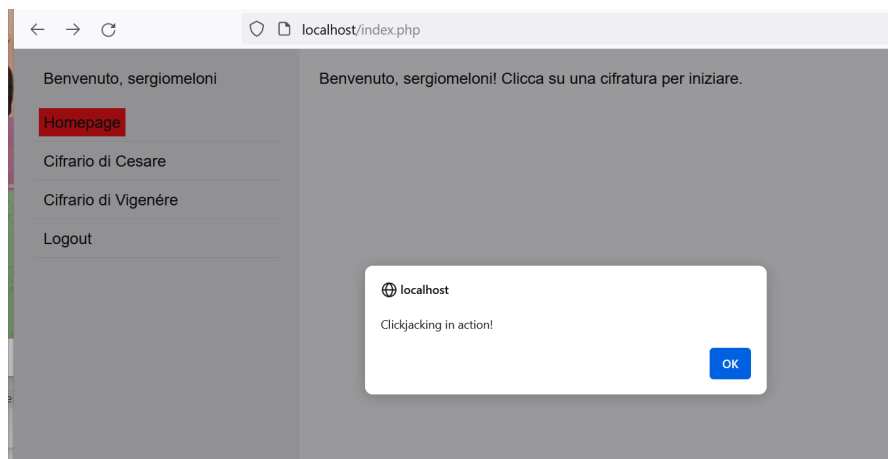 localhost/index.php
Benvenuto, sergiomeloni
Homepage
Cifrario di Cesare
Cifrario di Vigenére
Logout
Benvenuto, sergiomeloni! Clicca su una cifratura per iniziare.
localhost
Clickjacking in action!
OK